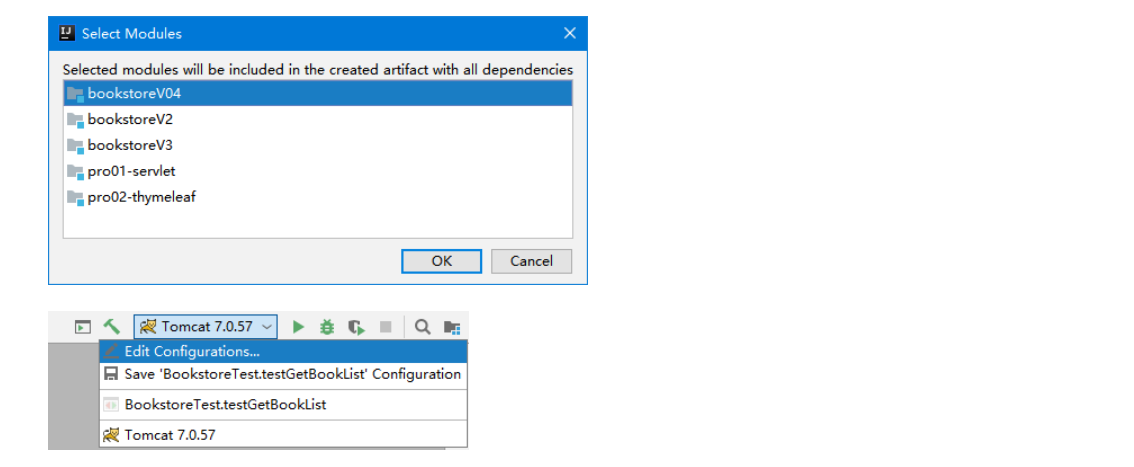 Select Modules
Selected modules will be included in the created artifact with all dependencies
bookstoreV04
bookstoreV2
bookstoreV3
pro01-servlet
pro02-thymeleaf
OK Cancel
Tomcat 7.0.57
Edit Configurations...
Save 'BookstoreTest.testGetBookList' Configuration
BookstoreTest.testGetBookList
Tomcat 7.0.57